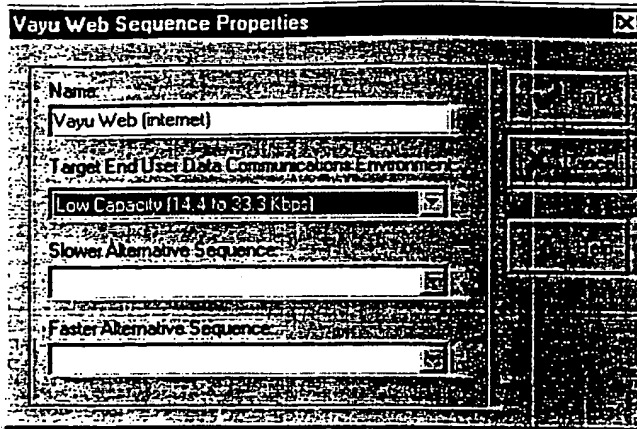 Vayu Web Sequence Properties
Name:
Vayu Web (internet)
Target End User Data Communications Environment:
Low Capacity (14.4 to 33.3 Kbps)
Slower Alternative Sequence:
Faster Alternative Sequence:
Cancel